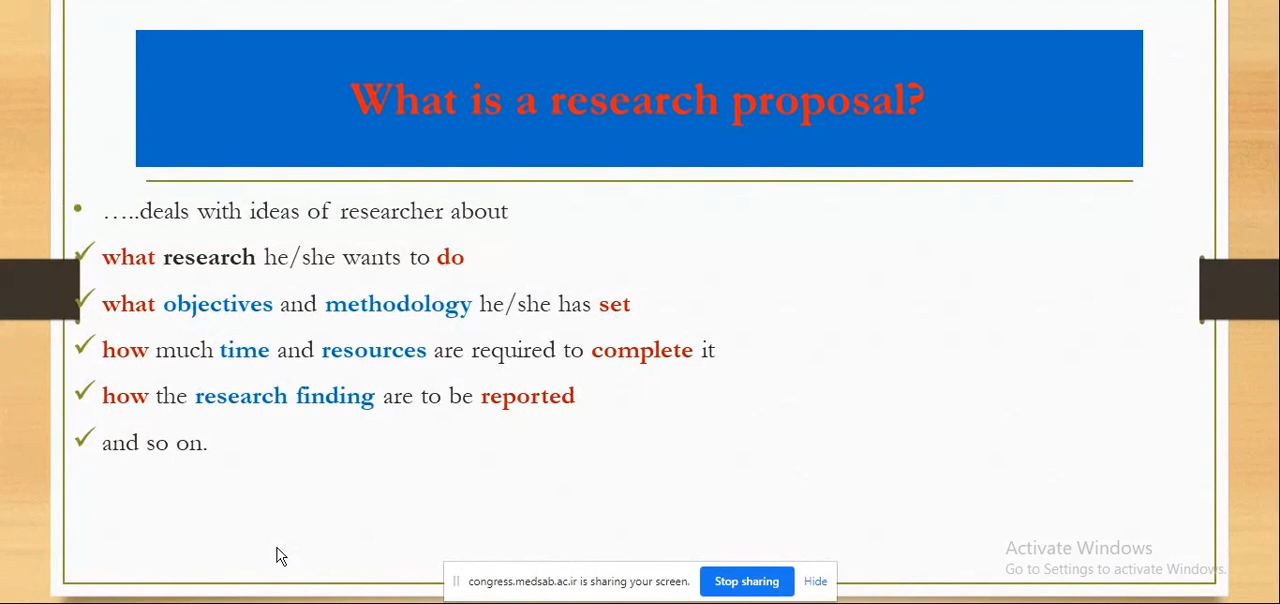 What is a research proposal?
• …..deals with ideas of researcher about
✓ what research he/she wants to do
✓ what objectives and methodology he/she has set
✓ how much time and resources are required to complete it
✓ how the research finding are to be reported
✓ and so on.
Activate Windows
Go to Settings to activate Windows.
congress.medsab.ac.ir is sharing your screen. Stop sharing Hide